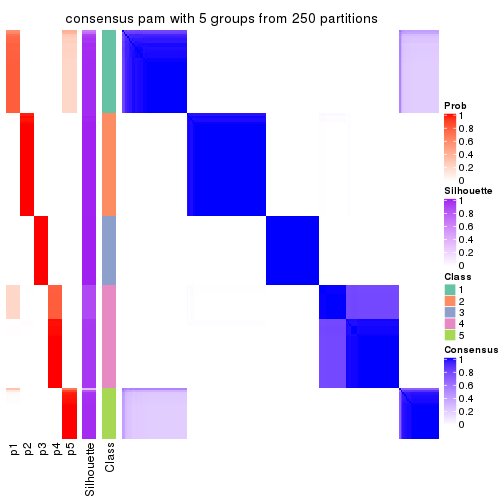 consensus pam with 5 groups from 250 partitions
Prob
1
0.8
0.6
0.4
0.2
0
Silhouette
1
0.8
0.6
0.4
0.2
0
Class
1
2
3
4
5
Consensus
1
0.8
0.6
0.4
0.2
0
p1
p2
p3
p4
p5
Silhouette
Class